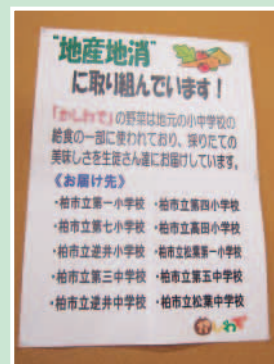 "地産地消"
に取り組んでいます！
「かしわで」の野菜は地元の小中学校の
給食の一部に使われており、採りたての
美味しさを生徒さん達にお届けしています。
《お届け先》
・柏市立第一小学校 ・柏市立第四小学校
・柏市立第七小学校 ・柏市立高田小学校
・柏市立逆井小学校 ・柏市立松葉第一小学校
・柏市立第三中学校 ・柏市立第五中学校
・柏市立逆井中学校 ・柏市立松葉中学校
かしわで